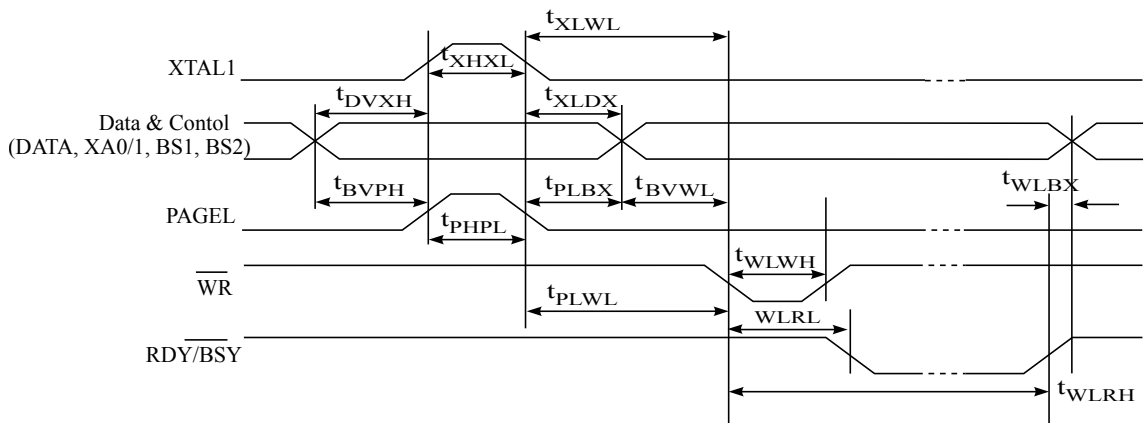 tXLWL
XTAL1
tXHXL
tDVXH
tXLDX
Data & Contol
(DATA, XA0/1, BS1, BS2)
tBVPH
tPLBX
tBVWL
tWLBX
PAGEL
tPHPL
WR
tWLWH
tPLWL
WLRL
RDY/BSY
tWLRH